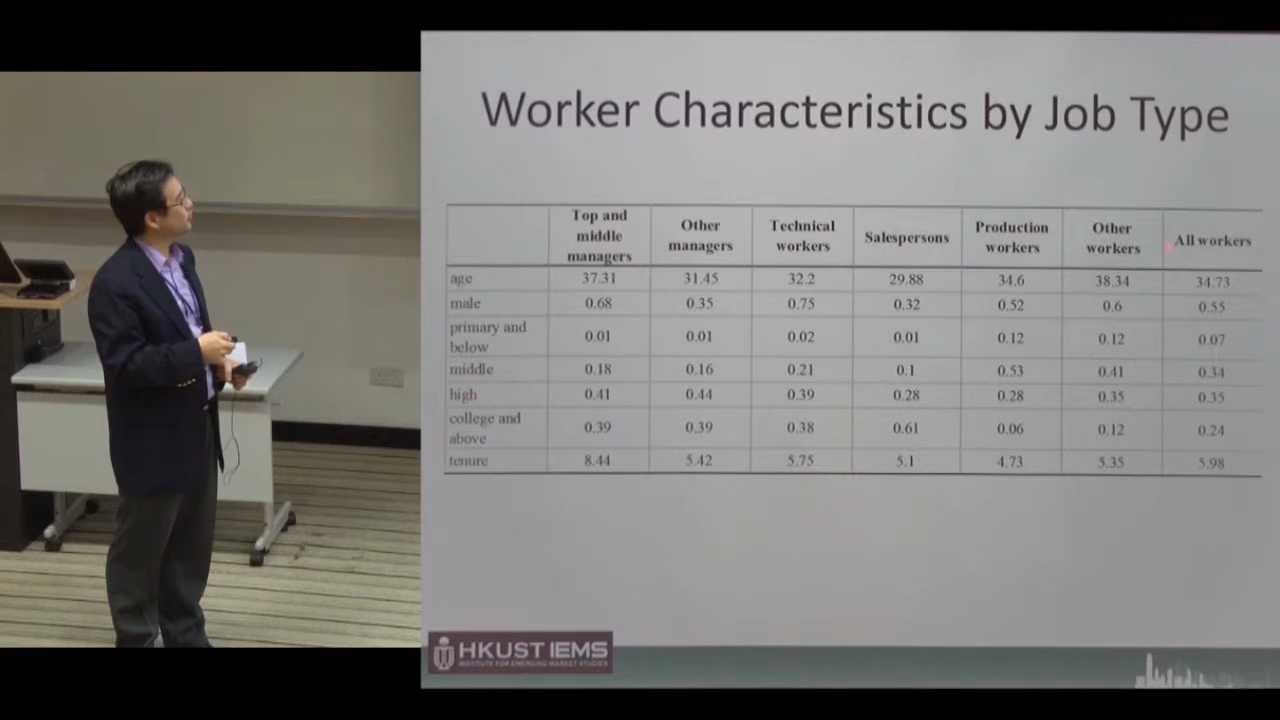 Worker Characteristics by Job Type
Top and middle managers Other managers Technical workers Salespersons Production workers Other workers All workers
age 37.31 31.45 32.2 29.88 34.6 38.34 34.73
male 0.68 0.35 0.75 0.32 0.52 0.6 0.55
primary and below 0.01 0.01 0.02 0.01 0.12 0.12 0.07
middle 0.18 0.16 0.21 0.1 0.53 0.41 0.34
high 0.41 0.44 0.39 0.28 0.28 0.35 0.35
college and above 0.39 0.39 0.38 0.61 0.06 0.12 0.24
tenure 8.44 5.42 5.75 5.1 4.73 5.35 5.98
HKUST IEMS
INSTITUTE FOR EMERGING MARKET STUDIES